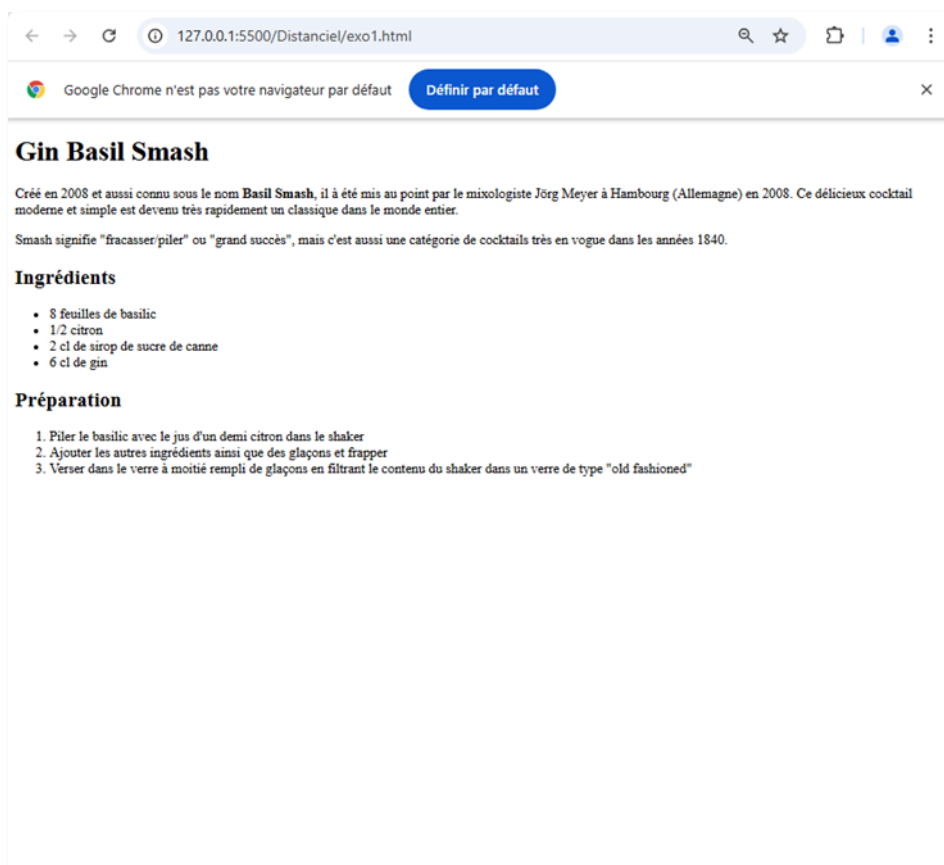 127.0.0.1:5500/Distanciel/exo1.html
Google Chrome n'est pas votre navigateur par défaut Définir par défaut
Gin Basil Smash
Créé en 2008 et aussi connu sous le nom Basil Smash, il à été mis au point par le mixologiste Jörg Meyer à Hambourg (Allemagne) en 2008. Ce délicieux cocktail
moderne et simple est devenu très rapidement un classique dans le monde entier.
Smash signifie "fracasser/piler" ou "grand succès", mais c'est aussi une catégorie de cocktails très en vogue dans les années 1840.
Ingrédients
• 8 feuilles de basilic
• 1/2 citron
• 2 cl de sirop de sucre de canne
• 6 cl de gin
Préparation
1. Piler le basilic avec le jus d'un demi citron dans le shaker
2. Ajouter les autres ingrédients ainsi que des glaçons et frapper
3. Verser dans le verre à moitié rempli de glaçons en filtrant le contenu du shaker dans un verre de type "old fashioned"